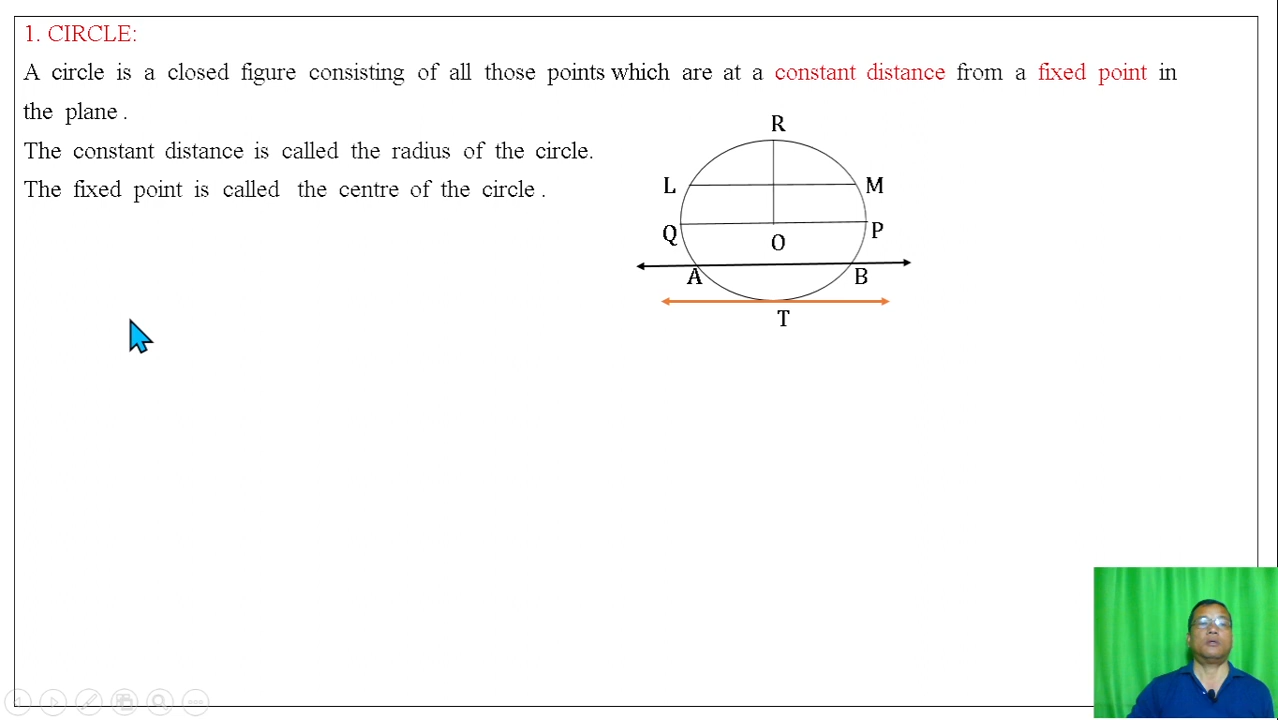 1. CIRCLE:
A circle is a closed figure consisting of all those points which are at a constant distance from a fixed point in
the plane .
The constant distance is called the radius of the circle.
The fixed point is called the centre of the circle .
R
L
M
Q
O
P
A
B
T